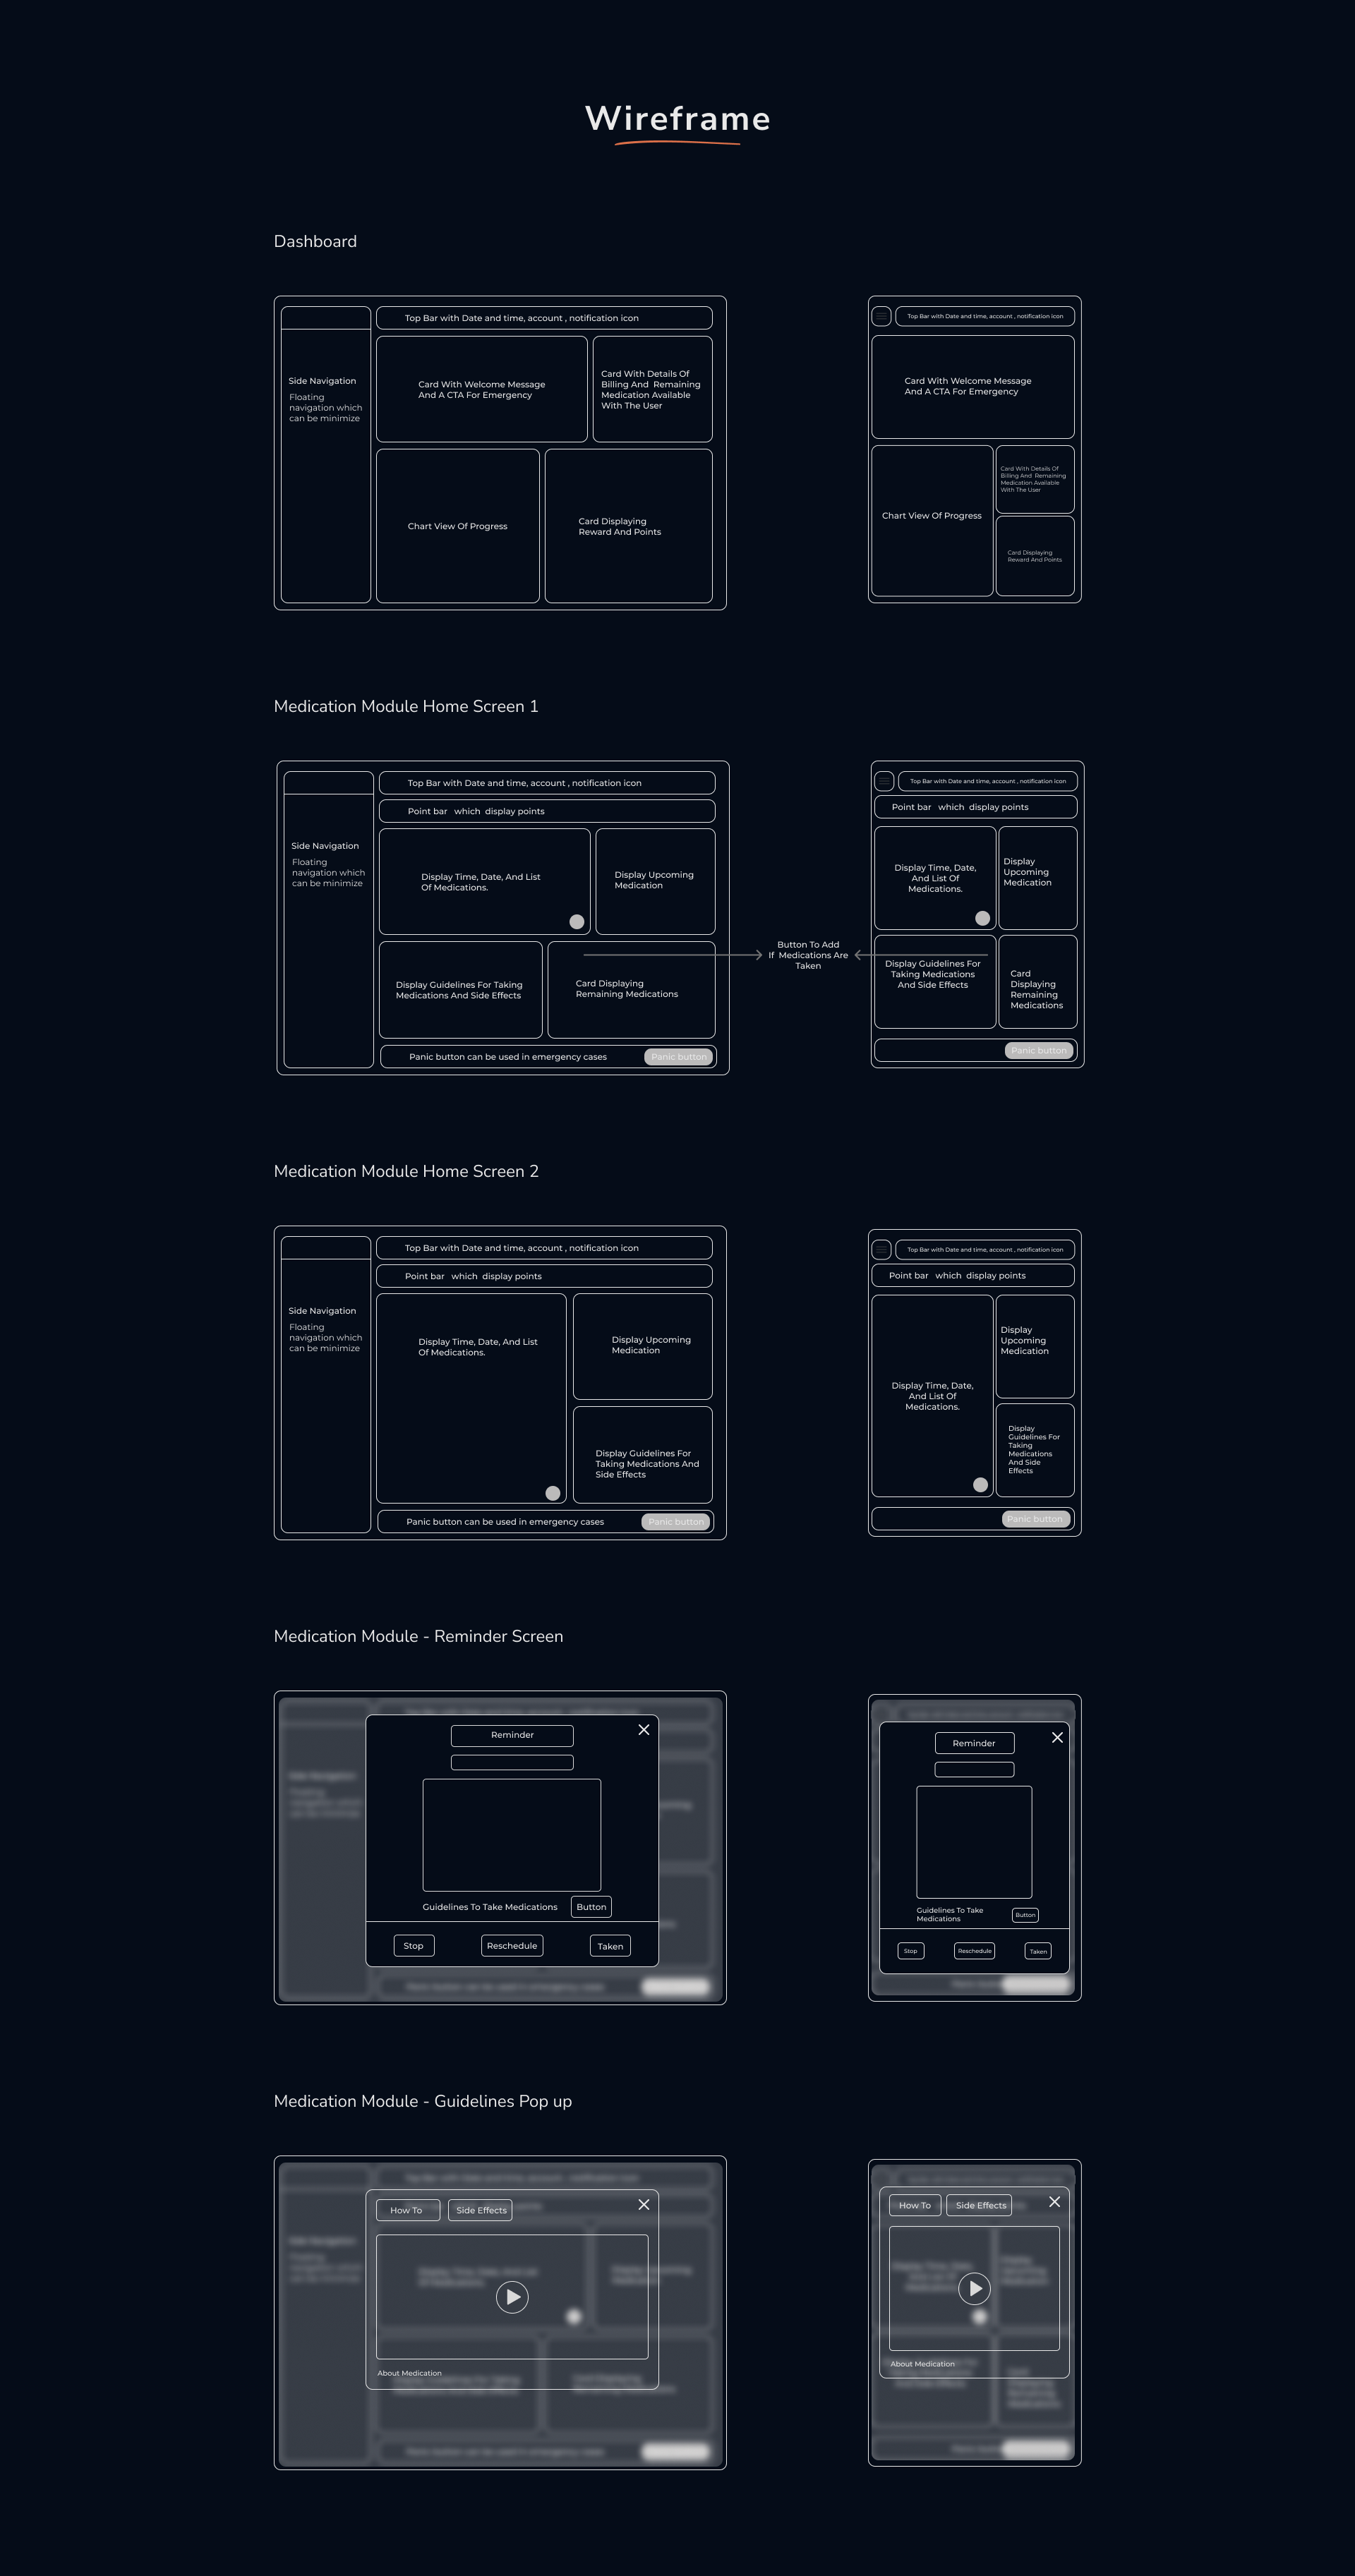 Wireframe
Dashboard
Top Bar with Date and time, account , notification icon
Side Navigation
Floating
navigation which
can be minimize
Card With Welcome Message
And A CTA For Emergency
Card With Details Of
Billing And Remaining
Medication Available
With The User
Chart View Of Progress
Card Displaying
Reward And Points
Top Bar with Date and time, account , notification icon
Card With Welcome Message
And A CTA For Emergency
Chart View Of Progress
Card With Details Of
Billing And Remaining
Medication Available
With The User
Card Displaying
Reward And Points
Medication Module Home Screen 1
Top Bar with Date and time, account , notification icon
Point bar which display points
Side Navigation
Floating
navigation which
can be minimize
Display Time, Date, And List
Of Medications.
Display Upcoming
Medication
Display Guidelines For Taking
Medications And Side Effects
Card Displaying
Remaining Medications
Panic button can be used in emergency cases
Panic button
Button To Add
If Medications Are
Taken
Top Bar with Date and time, account , notification icon
Point bar which display points
Display Time, Date,
And List Of
Medications.
Display
Upcoming
Medication
Display Guidelines For
Taking Medications
And Side Effects
Card
Displaying
Remaining
Medications
Panic button
Medication Module Home Screen 2
Top Bar with Date and time, account , notification icon
Point bar which display points
Side Navigation
Floating
navigation which
can be minimize
Display Time, Date, And List
Of Medications.
Display Upcoming
Medication
Display Guidelines For
Taking Medications And
Side Effects
Panic button can be used in emergency cases
Panic button
Top Bar with Date and time, account , notification icon
Point bar which display points
Display Time, Date,
And List Of
Medications.
Display
Upcoming
Medication
Display
Guidelines For
Taking
Medications
And Side
Effects
Panic button
Medication Module - Reminder Screen
Reminder
Guidelines To Take Medications
Button
Stop
Reschedule
Taken
Reminder
Guidelines To Take
Medications
Button
Stop
Reschedule
Taken
Medication Module - Guidelines Pop up
How To
Side Effects
About Medication
How To
Side Effects
About Medication